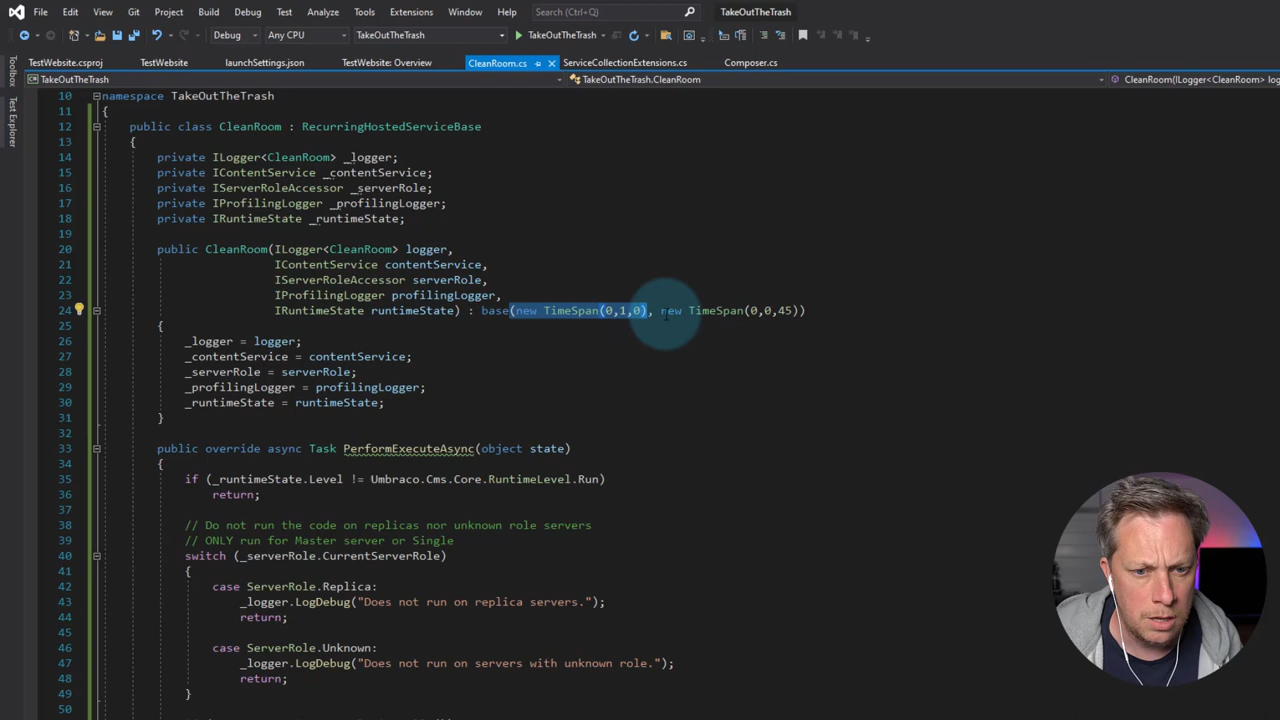 File Edit View Git Project Build Debug Test Analyze Tools Extensions Window Help Search (Ctrl+Q) TakeOutTheTrash
Debug Any CPU TakeOutTheTrash TakeOutTheTrash
TestWebsite.csproj TestWebsite launchSettings.json TestWebsite: Overview CleanRoom.cs ServiceCollectionExtensions.cs Composer.cs
TakeOutTheTrash TakeOutTheTrash.CleanRoom CleanRoom(ILogger<CleanRoom> log
Toolbox
Test Explorer
10 namespace TakeOutTheTrash
11 {
12 public class CleanRoom : RecurringHostedServiceBase
13 {
14 private ILogger<CleanRoom> _logger;
15 private IContentService _contentService;
16 private IServerRoleAccessor _serverRole;
17 private IProfilingLogger _profilingLogger;
18 private IRuntimeState _runtimeState;
19
20 public CleanRoom(ILogger<CleanRoom> logger,
21 IContentService contentService,
22 IServerRoleAccessor serverRole,
23 IProfilingLogger profilingLogger,
24 IRuntimeState runtimeState) : base(new TimeSpan(0,1,0), new TimeSpan(0,0,45))
25 {
26 _logger = logger;
27 _contentService = contentService;
28 _serverRole = serverRole;
29 _profilingLogger = profilingLogger;
30 _runtimeState = runtimeState;
31 }
32
33 public override async Task PerformExecuteAsync(object state)
34 {
35 if (_runtimeState.Level != Umbraco.Cms.Core.RuntimeLevel.Run)
36 return;
37
38 // Do not run the code on replicas nor unknown role servers
39 // ONLY run for Master server or Single
40 switch (_serverRole.CurrentServerRole)
41 {
42 case ServerRole.Replica:
43 _logger.LogDebug("Does not run on replica servers.");
44 return;
45
46 case ServerRole.Unknown:
47 _logger.LogDebug("Does not run on servers with unknown role.");
48 return;
49 }
50